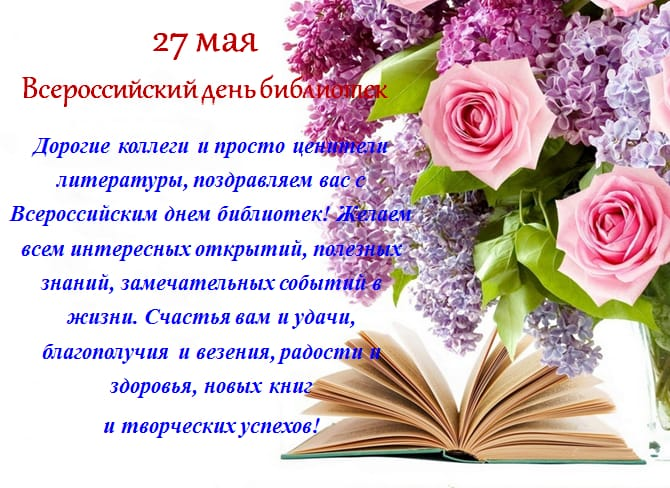 27 мая
Всероссийский день библиотек
Дорогие коллеги и просто ценители
литературы, поздравляем вас с
Всероссийским днем библиотек! Желаем
всем интересных открытий, полезных
знаний, замечательных событий в
жизни. Счастья вам и удачи,
благополучия и везения, радости и
здоровья, новых книг
и творческих успехов!